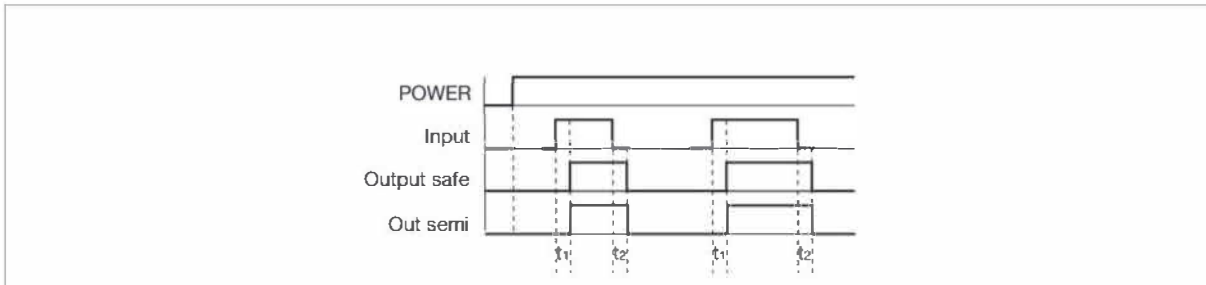 POWER
Input
Output safe
Out semi
t1 t2 t1 t2